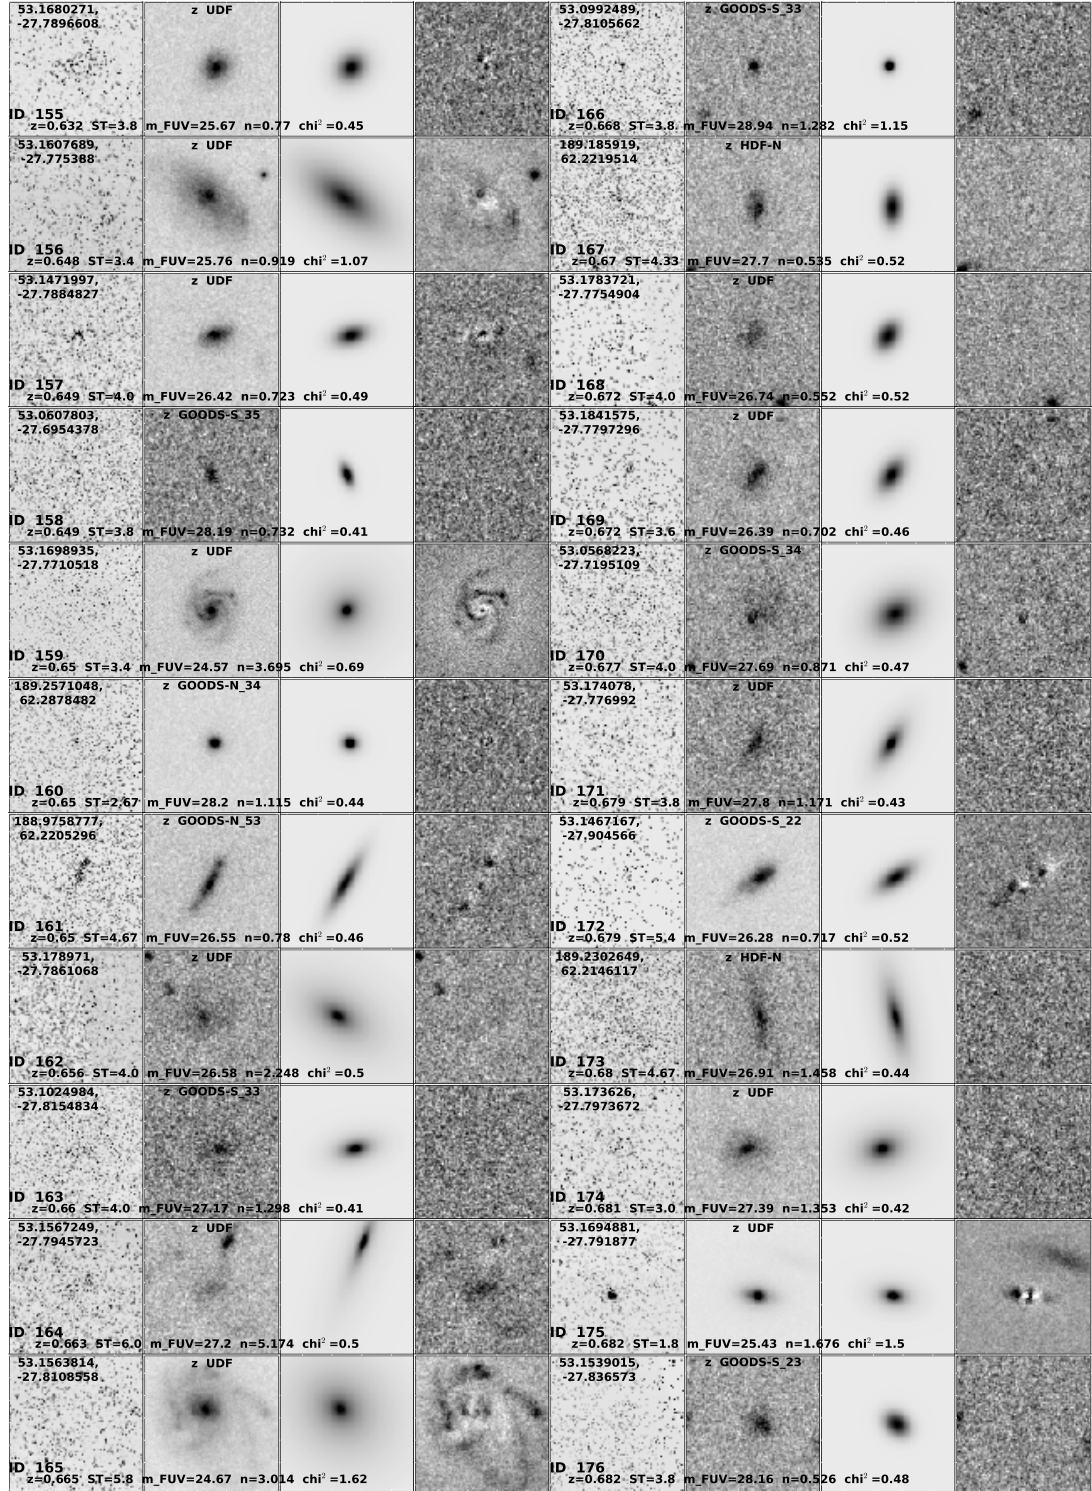 53.1680271,
-27.7896608
z UDF
ID 155
z=0.632 ST=3.8 m_FUV=25.67 n=0.77 chi²=0.45
53.0992489,
-27.8105662
z GOODS-S_33
ID 166
z=0.668 ST=3.8 m_FUV=28.94 n=1.282 chi²=1.15
53.1607689,
-27.775388
z UDF
ID 156
z=0.648 ST=3.4 m_FUV=25.76 n=0.919 chi²=1.07
189.185919,
62.2219514
z HDF-N
ID 167
z=0.67 ST=4.33 m_FUV=27.7 n=0.535 chi²=0.52
53.1471997,
-27.7884827
z UDF
ID 157
z=0.649 ST=4.0 m_FUV=26.42 n=0.723 chi²=0.49
53.1783721,
-27.7754904
z UDF
ID 168
z=0.672 ST=4.0 m_FUV=26.74 n=0.552 chi²=0.52
53.0607803,
-27.6954378
z GOODS-S_35
ID 158
z=0.649 ST=3.8 m_FUV=28.19 n=0.732 chi²=0.41
53.1841575,
-27.7797296
z UDF
ID 169
z=0.672 ST=3.6 m_FUV=26.39 n=0.702 chi²=0.46
53.1698935,
-27.7710518
z UDF
ID 159
z=0.65 ST=3.4 m_FUV=24.57 n=3.695 chi²=0.69
53.0568223,
-27.7195109
z GOODS-S_34
ID 170
z=0.677 ST=4.0 m_FUV=27.69 n=0.871 chi²=0.47
189.2571048,
62.2878482
z GOODS-N_34
ID 160
z=0.65 ST=2.67 m_FUV=28.2 n=1.115 chi²=0.44
53.174078,
-27.776992
z UDF
ID 171
z=0.679 ST=3.8 m_FUV=27.8 n=1.171 chi²=0.43
188.9758777,
62.2205296
z GOODS-N_53
ID 161
z=0.65 ST=4.67 m_FUV=26.55 n=0.78 chi²=0.46
53.1467167,
-27.904566
z GOODS-S_22
ID 172
z=0.679 ST=5.4 m_FUV=26.28 n=0.717 chi²=0.52
53.178971,
-27.7861068
z UDF
ID 162
z=0.656 ST=4.0 m_FUV=26.58 n=2.248 chi²=0.5
189.2302649,
62.2146117
z HDF-N
ID 173
z=0.68 ST=4.67 m_FUV=26.91 n=1.458 chi²=0.44
53.1024984,
-27.8154834
z GOODS-S_33
ID 163
z=0.66 ST=4.0 m_FUV=27.17 n=1.298 chi²=0.41
53.173626,
-27.7973672
z UDF
ID 174
z=0.681 ST=3.0 m_FUV=27.39 n=1.353 chi²=0.42
53.1567249,
-27.7945723
z UDF
ID 164
z=0.663 ST=6.0 m_FUV=27.2 n=5.174 chi²=0.5
53.1694881,
-27.791877
z UDF
ID 175
z=0.682 ST=1.8 m_FUV=25.43 n=1.676 chi²=1.5
53.1563814,
-27.8108558
z UDF
ID 165
z=0.665 ST=5.8 m_FUV=24.67 n=3.014 chi²=1.62
53.1539015,
-27.836573
z GOODS-S_23
ID 176
z=0.682 ST=3.8 m_FUV=28.16 n=0.526 chi²=0.48